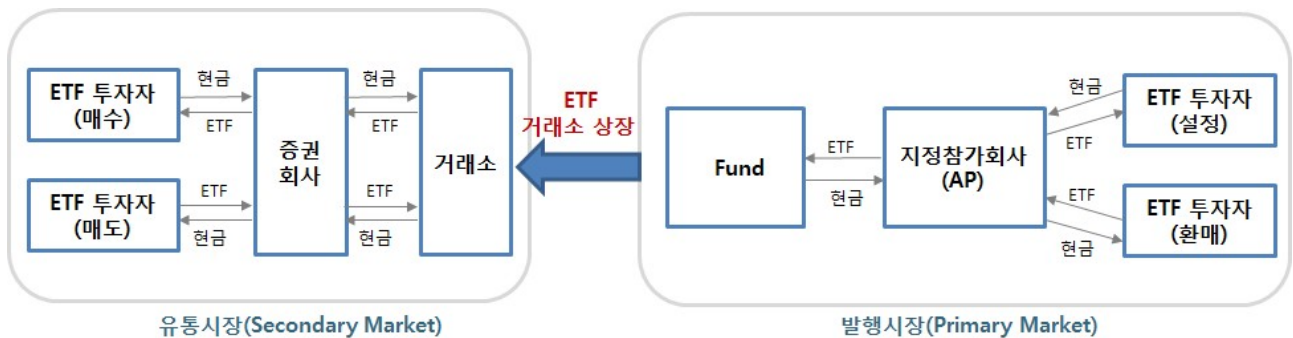 ETF 투자자
(매수)
현금
ETF
ETF 투자자
(매도)
ETF
현금
증권
회사
현금
ETF
ETF
현금
거래소
유통시장(Secondary Market)
ETF
거래소 상장
Fund
ETF
현금
지정참가회사
(AP)
현금
ETF
ETF 투자자
(설정)
ETF
현금
ETF 투자자
(환매)
발행시장(Primary Market)